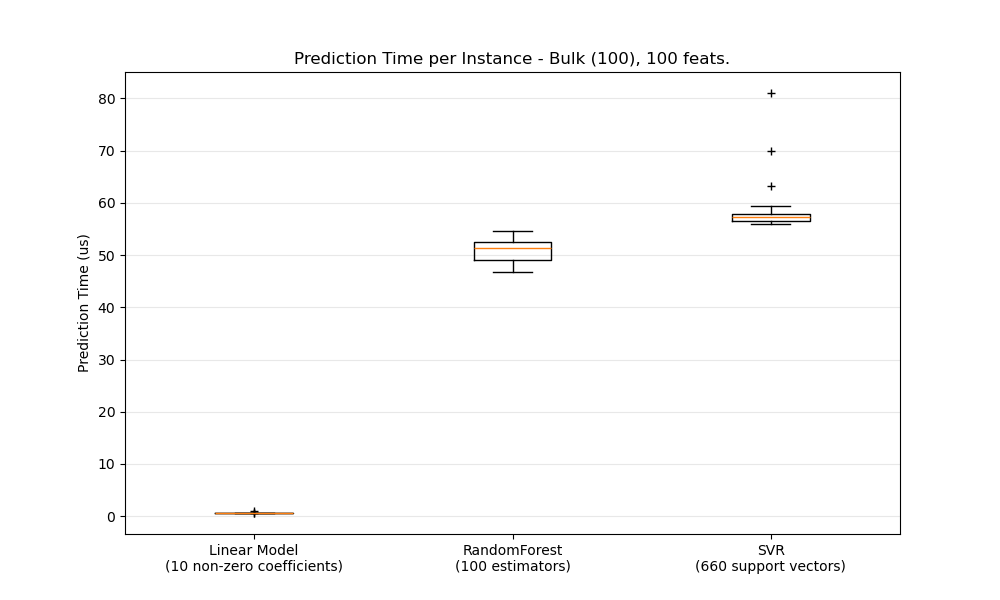 Prediction Time per Instance - Bulk (100), 100 feats.
Prediction Time (us)
80
70
60
50
40
30
20
10
0
Linear Model
(10 non-zero coefficients)
RandomForest
(100 estimators)
SVR
(660 support vectors)